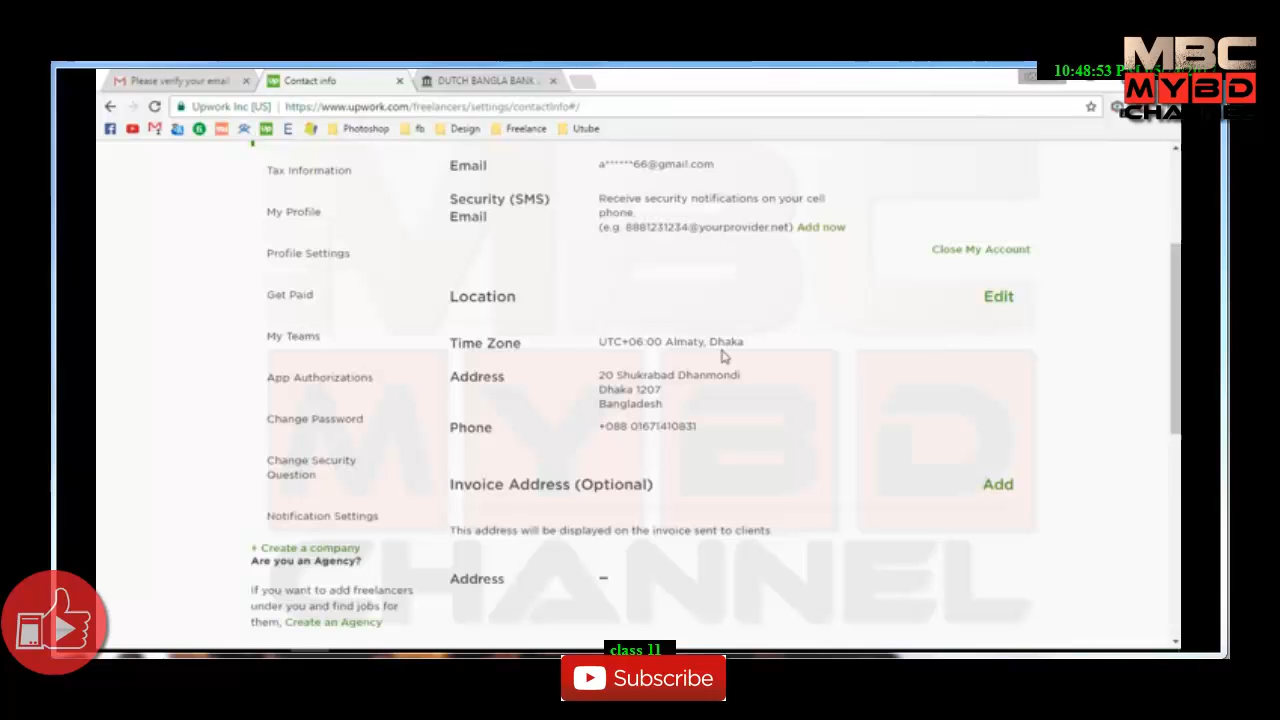 MBC
10:48:53 P
MYBD
CHANNEL
Please verify your email
Contact info
DUTCH BANGLA BANK
Upwork Inc [US]
https://www.upwork.com/freelancers/settings/contactInfo#/
Photoshop
fb
Design
Freelance
Utube
Tax Information
My Profile
Profile Settings
Get Paid
My Teams
App Authorizations
Change Password
Change Security
Question
Notification Settings
+ Create a company
Are you an Agency?
If you want to add freelancers
under you and find jobs for
them, Create an Agency
Email a******66@gmail.com
Security (SMS)
Email
Receive security notifications on your cell
phone.
(e.g. 8881231234@yourprovider.net) Add now
Close My Account
Location Edit
Time Zone UTC+06:00 Almaty, Dhaka
Address 20 Shukrabad Dhanmondi
Dhaka 1207
Bangladesh
Phone +088 01671410831
Invoice Address (Optional) Add
This address will be displayed on the invoice sent to clients.
Address –
MYBD
CHANNEL
class 11
Subscribe